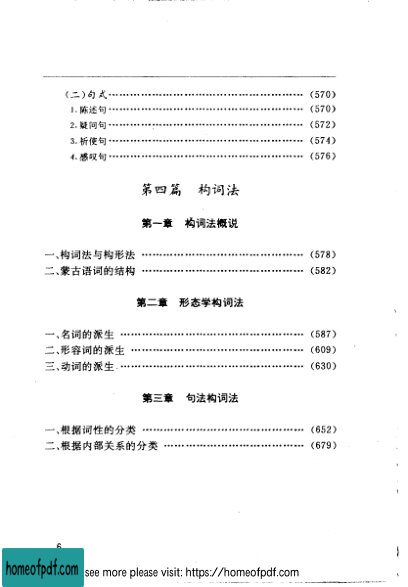 (二)句式……………………………………(570)
1.陈述句……………………………………(570)
2.疑问句……………………………………(572)
3.祈使句……………………………………(574)
4.感叹句……………………………………(576)
第四篇 构词法
第一章 构词法概说
一、构词法与构形法……………………………………(578)
二、蒙古语词的结构……………………………………(582)
第二章 形态学构词法
一、名词的派生……………………………………(587)
二、形容词的派生……………………………………(609)
三、动词的派生……………………………………(630)
第三章 句法构词法
一、根据词性的分类……………………………………(652)
二、根据内部关系的分类……………………………………(679)
6
homeofpdf.com
see more please visit: https://homeofpdf.com